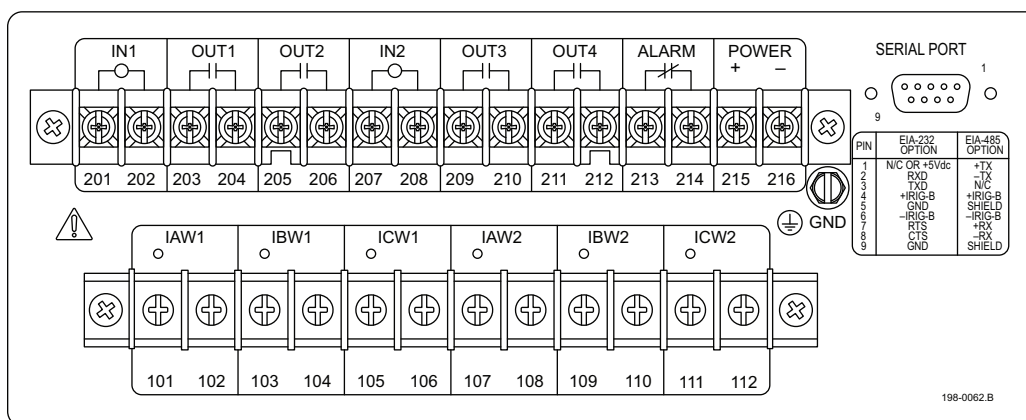 IN1 OUT1 OUT2 IN2 OUT3 OUT4 ALARM POWER
+ –
201 202 203 204 205 206 207 208 209 210 211 212 213 214 215 216
GND
SERIAL PORT
1
9
PIN EIA-232 OPTION EIA-485 OPTION
1 N/C OR +5Vdc +TX
2 RXD –TX
3 TXD N/C
4 +IRIG-B +IRIG-B
5 GND SHIELD
6 –IRIG-B –IRIG-B
7 RTS +RX
8 CTS –RX
9 GND SHIELD
IAW1 IBW1 ICW1 IAW2 IBW2 ICW2
101 102 103 104 105 106 107 108 109 110 111 112
198-0062.B